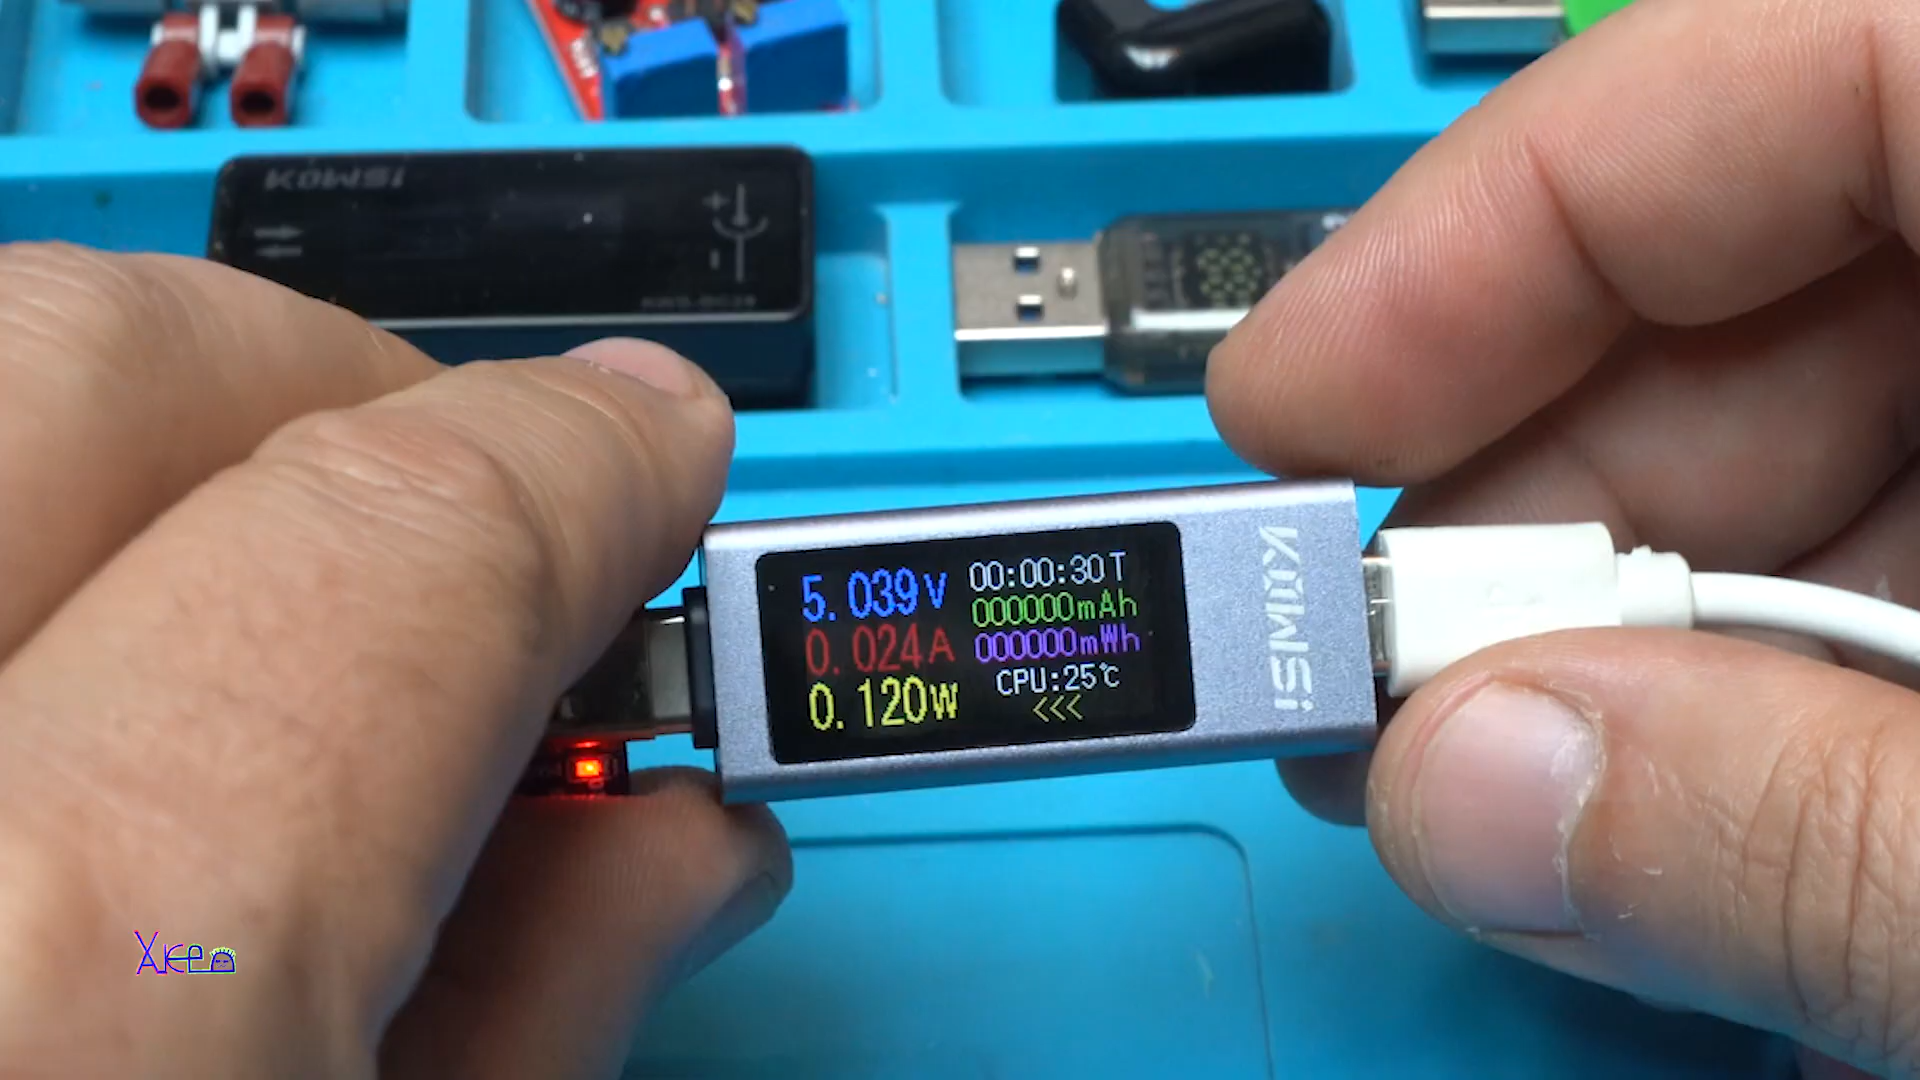 KOWSi
+
-
5.039V
0.024A
0.120W
00:00:30T
000000mAh
000000mWh
CPU:25℃
<<<
KOWSi